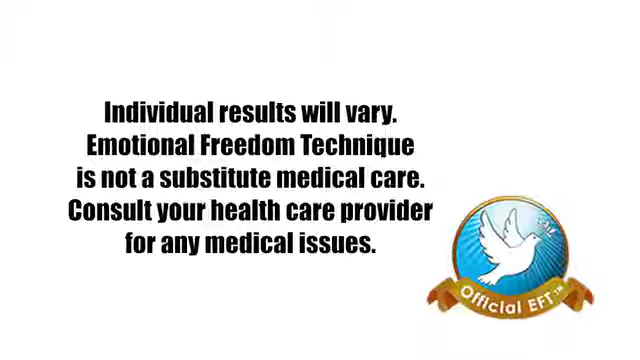 Individual results will vary.
Emotional Freedom Technique
is not a substitute medical care.
Consult your health care provider
for any medical issues.
Official EFT™